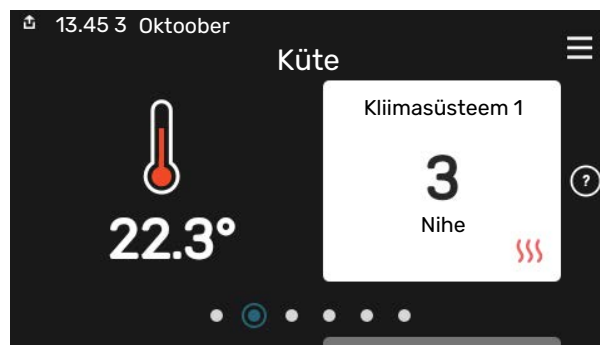 13.45 3 Oktoober
Küte
Kliimasüsteem 1
3
Nihe
22.3°
?